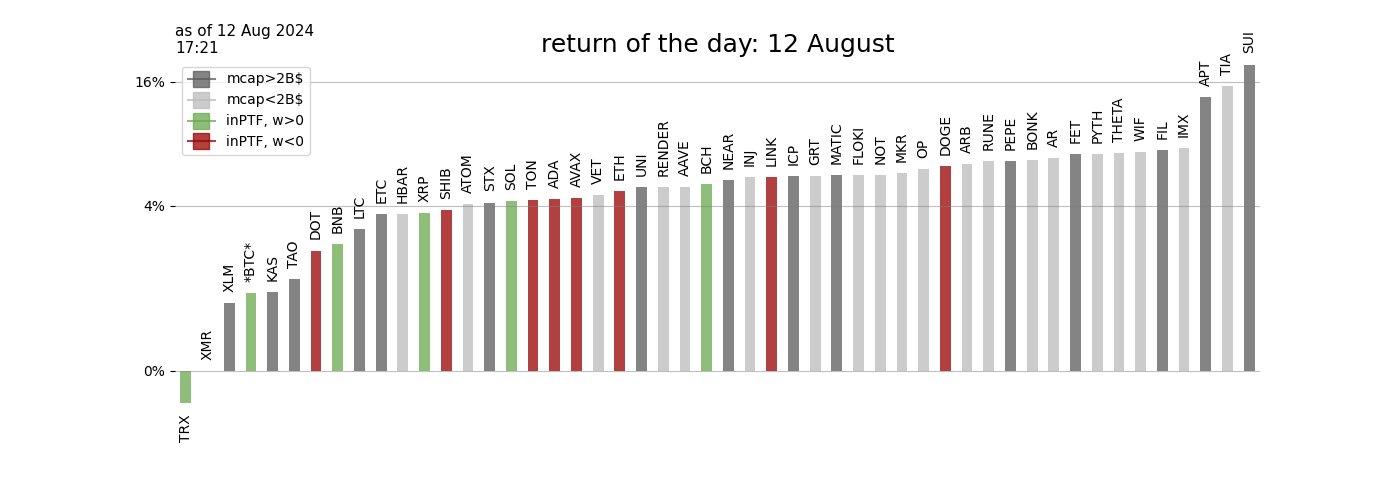 as of 12 Aug 2024
17:21
return of the day: 12 August
mcap>2B$
mcap<2B$
inPTF, w>0
inPTF, w<0
16%
4%
0%
TRX
XMR
XLM
*BTC*
KAS
TAO
DOT
BNB
LTC
ETC
HBAR
XRP
SHIB
ATOM
STX
SOL
TON
ADA
AVAX
VET
ETH
UNI
RENDER
AAVE
BCH
NEAR
INJ
LINK
ICP
GRT
MATIC
FLOKI
NOT
MKR
OP
DOGE
ARB
RUNE
PEPE
BONK
AR
FET
PYTH
THETA
WIF
FIL
IMX
APT
TIA
SUI